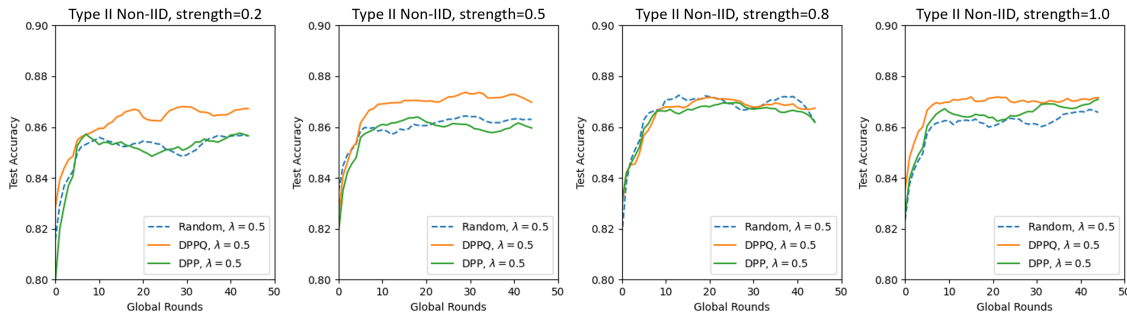 Type II Non-IID, strength=0.2
0.90
0.88
0.86
0.84
0.82
0.80
Test Accuracy
Random, λ = 0.5
DPPQ, λ = 0.5
DPP, λ = 0.5
0 10 20 30 40 50
Global Rounds
Type II Non-IID, strength=0.5
0.90
0.88
0.86
0.84
0.82
0.80
Test Accuracy
Random, λ = 0.5
DPPQ, λ = 0.5
DPP, λ = 0.5
0 10 20 30 40 50
Global Rounds
Type II Non-IID, strength=0.8
0.90
0.88
0.86
0.84
0.82
0.80
Test Accuracy
Random, λ = 0.5
DPPQ, λ = 0.5
DPP, λ = 0.5
0 10 20 30 40 50
Global Rounds
Type II Non-IID, strength=1.0
0.90
0.88
0.86
0.84
0.82
0.80
Test Accuracy
Random, λ = 0.5
DPPQ, λ = 0.5
DPP, λ = 0.5
0 10 20 30 40 50
Global Rounds